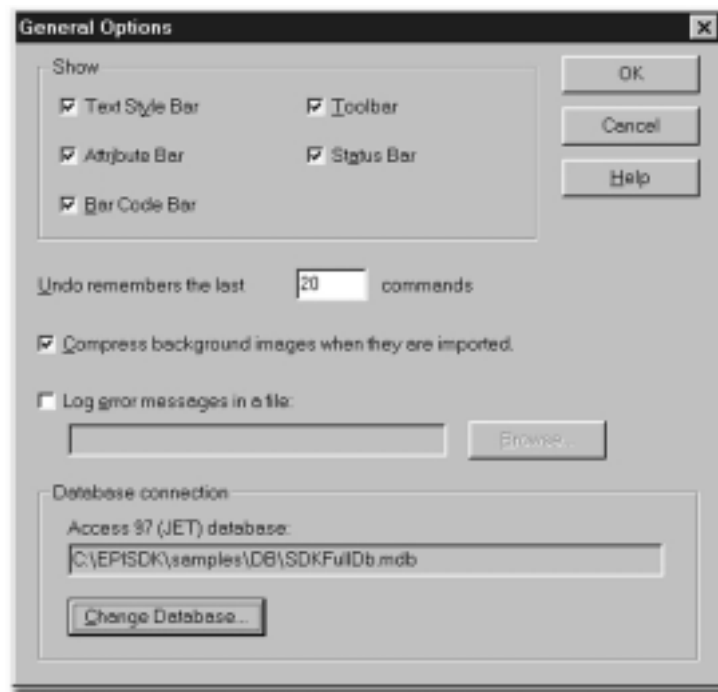 General Options
Show
OK
Text Style Bar
Toolbar
Cancel
Attribute Bar
Status Bar
Help
Bar Code Bar
Undo remembers the last 20 commands
Compress background images when they are imported.
Log error messages in a file:
Browse...
Database connection
Access 97 (JET) database:
C:\EPISDK\samples\DB\SDKFullDb.mdb
Change Database...